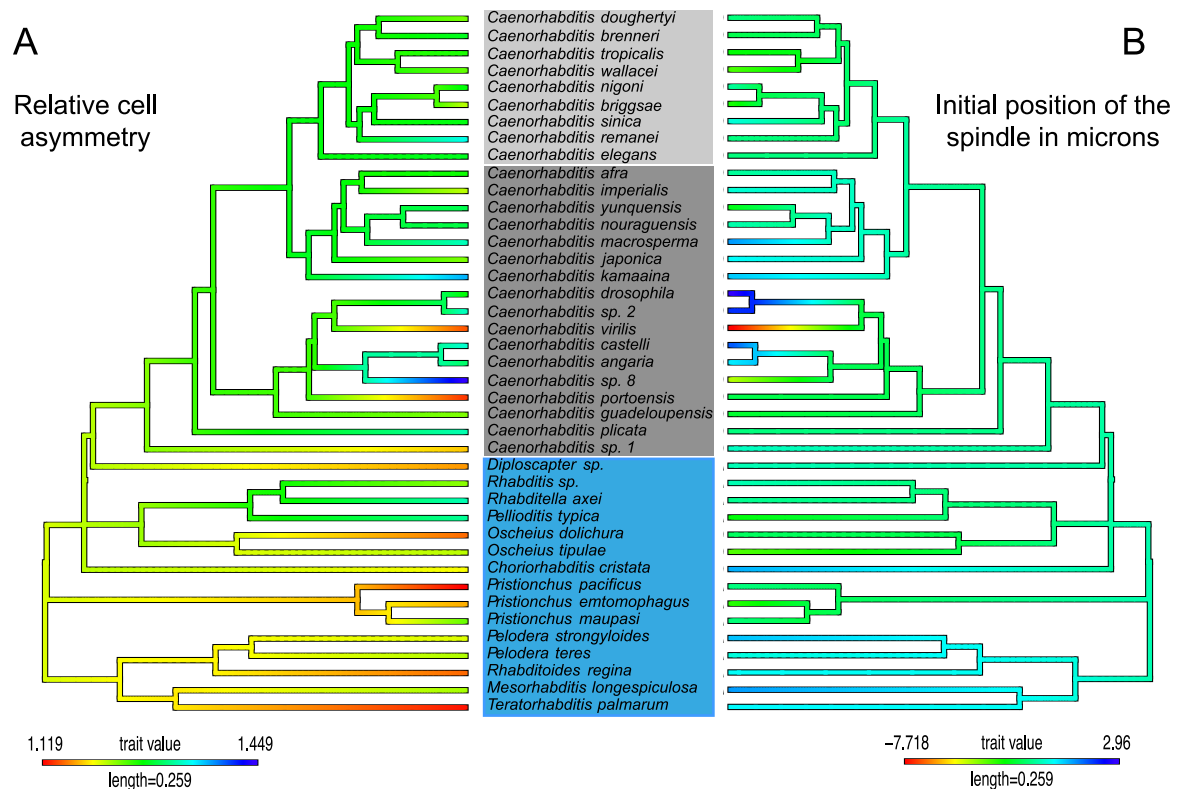 A
B
Relative cell
asymmetry
Initial position of the
spindle in microns
Caenorhabditis doughertyi
Caenorhabditis brenneri
Caenorhabditis tropicalis
Caenorhabditis wallacei
Caenorhabditis nigoni
Caenorhabditis briggsae
Caenorhabditis sinica
Caenorhabditis remanei
Caenorhabditis elegans
Caenorhabditis afra
Caenorhabditis imperialis
Caenorhabditis yunquensis
Caenorhabditis nouraguensis
Caenorhabditis macrosperma
Caenorhabditis japonica
Caenorhabditis kamaaina
Caenorhabditis drosophila
Caenorhabditis sp. 2
Caenorhabditis virilis
Caenorhabditis castelli
Caenorhabditis angaria
Caenorhabditis sp. 8
Caenorhabditis portoensis
Caenorhabditis guadeloupensis
Caenorhabditis plicata
Caenorhabditis sp. 1
Diploscapter sp.
Rhabditis sp.
Rhabditella axei
Pellioditis typica
Oscheius dolichura
Oscheius tipulae
Choriorhabditis cristata
Pristionchus pacificus
Pristionchus emtomophagus
Pristionchus maupasi
Pelodera strongyloides
Pelodera teres
Rhabditoides regina
Mesorhabditis longespiculosa
Teratorhabditis palmarum
1.119 trait value 1.449
length=0.259
−7.718 trait value 2.96
length=0.259